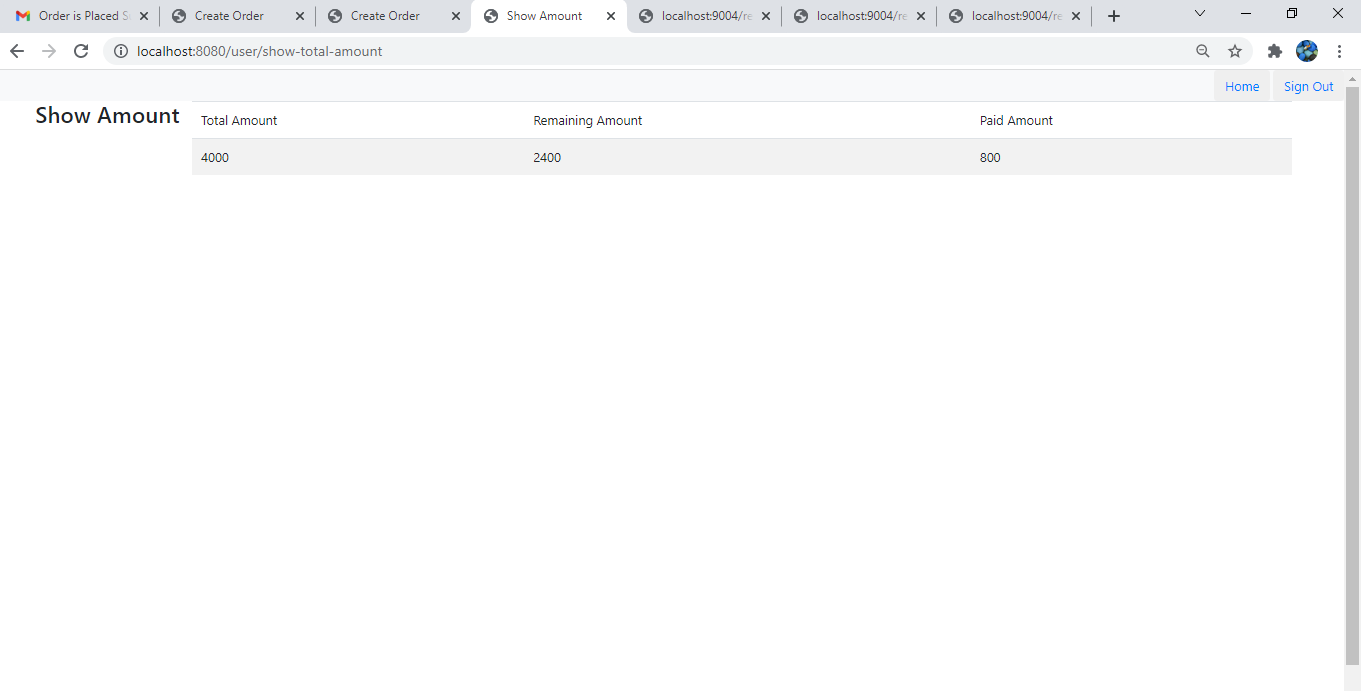 Order is Placed S
Create Order
Create Order
Show Amount
localhost:9004/re
localhost:9004/re
localhost:9004/re
localhost:8080/user/show-total-amount
Home
Sign Out
Show Amount
Total Amount
Remaining Amount
Paid Amount
4000
2400
800